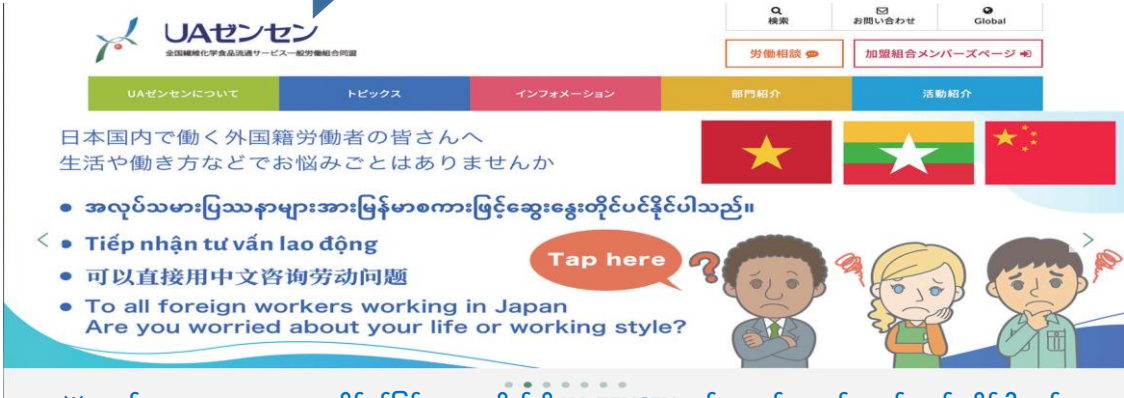 UAゼンセン
全国繊維化学食品流通サービス一般労働組合同盟
検索
お問い合わせ
Global
労働相談
加盟組合メンバーズページ
UAゼンセンについて
トピックス
インフォメーション
部門紹介
活動紹介
日本国内で働く外国籍労働者の皆さんへ
生活や働き方などでお悩みごとはありませんか
• အလုပ်သမားပြဿနာများအားမြန်မာစကားဖြင့်ဆွေးနွေးတိုင်ပင်နိုင်ပါသည်။
• Tiếp nhận tư vấn lao động
• 可以直接用中文咨询劳动问题
• To all foreign workers working in Japan
Are you worried about your life or working style?
Tap here